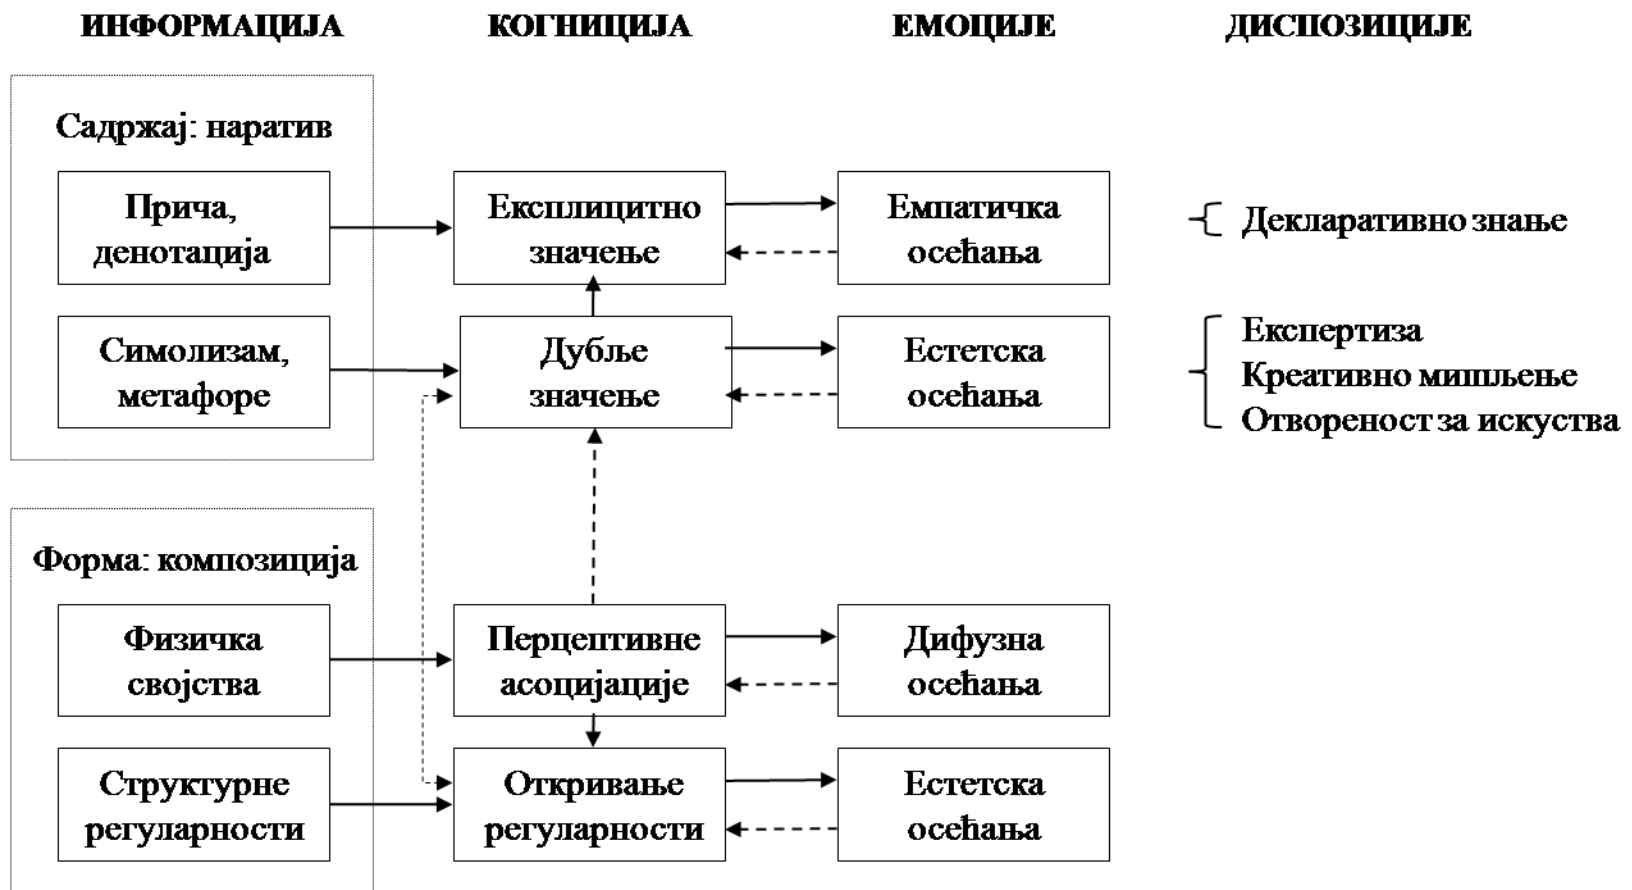 ИНФОРМАЦИЈА
КОГНИЦИЈА
ЕМОЦИЈЕ
ДИСПОЗИЦИЈЕ
Садржај: наратив
Прича,
денотација
Експлицитно
значење
Емпатичка
осећања
Декларативно знање
Симолизам,
метафоре
Дубље
значење
Естетска
осећања
Експертиза
Креативно мишљење
Отвореност за искуства
Форма: композиција
Физичка
својства
Перцептивне
асоцијације
Дифузна
осећања
Структурне
регуларности
Откривање
регуларности
Естетска
осећања